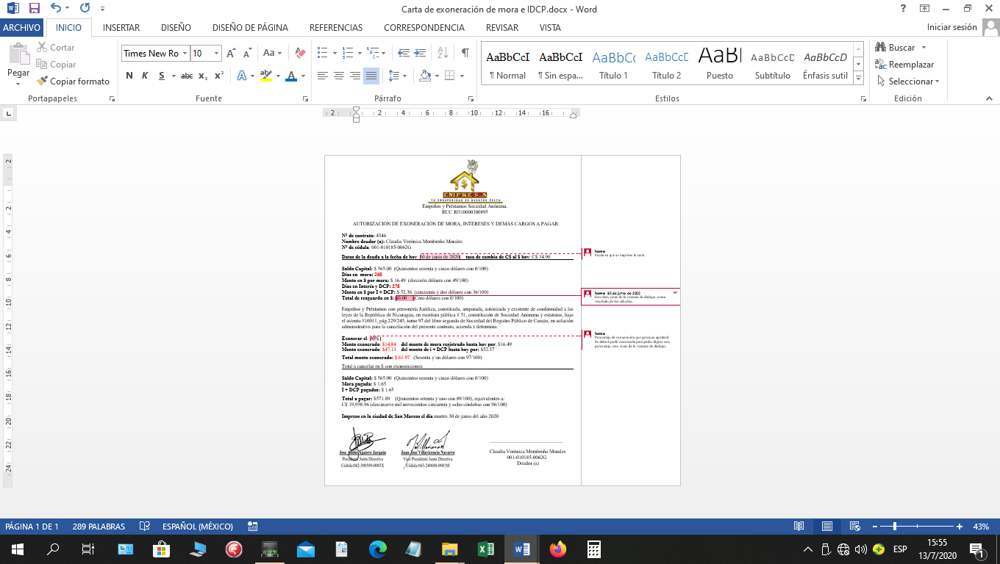 Carta de exoneración de mora e IDCP.docx - Word
ARCHIVO INICIO INSERTAR DISEÑO DISEÑO DE PÁGINA REFERENCIAS CORRESPONDENCIA REVISAR VISTA Iniciar sesión
Pegar
Cortar
Copiar
Copiar formato
Portapapeles
Times New Ro 10
N K S abc x₂ x²
Fuente
Párrafo
AaBbCcI AaBbCcI AaBbCc AaBbCcD AaBl AaBbCcD AaBbCcD
¶ Normal ¶ Sin espa... Título 1 Título 2 Puesto Subtítulo Énfasis sutil
Estilos
Buscar
Reemplazar
Seleccionar
Edición
2 2 4 6 8 10 12 14 16
EMPRE S.A
TU PROSPERIDAD ES NUESTRO ÉXITO
Empeños y Préstamos Sociedad Anónima.
RUC J0310000300895
AUTORIZACIÓN DE EXONERACIÓN DE MORA, INTERESES Y DEMÁS CARGOS A PAGAR.
N° de contrato: 4346
Nombre deudor (a): Claudia Verónica Membreño Morales
N° de cédula: 001-010185-0062G
Datos de la deuda a la fecha de hoy: 30 de junio de 2020 tasa de cambio de C$ al $ hoy: C$ 34.90
Saldo Capital: $ 565.00 (Quinientos sesenta y cinco dólares con 0/100)
Días en mora: 248
Monto en $ por mora: $ 16.49 (dieciséis dólares con 49/100)
Días en Interés y DCP: 278
Monto en $ por I + DCP: $ 52.36 (cincuenta y dos dólares con 36/100)
Total de resguardo en $: $0.00 (Cero dólares con 0/100)
Empeños y Préstamos con personería Jurídica, constituida, amparada, autorizada y existente de conformidad a las
leyes de la República de Nicaragua, en escritura pública # 51, constitución de Sociedad Anónima y estatutos, bajo
el asiento #10011, pág.229/245, tomo 97 del libro segundo de Sociedad del Registro Público de Carazo, en solución
administrativa para la cancelación del presente contrato, acuerda y determina:
Exonerar el: 90%
Monto exonerado: $14.84 del monto de mora registrado hasta hoy por: $16.49
Monto exonerado: $47.13 del monto de i + DCP hasta hoy por: $52.37
Total monto exonerado: $ 61.97 (Sesenta y un dólares con 97/100)
Total a cancelar en $ con exoneraciones:
Saldo Capital: $ 565.00 (Quinientos sesenta y cinco dólares con 0/100)
Mora pagada: $ 1.65
I + DCP pagados: $ 1.65
Total a pagar: $571.89 (Quinientos setenta y uno con 89/100), equivalentes a:
C$ 19,958.96 (diecinueve mil novecientos cincuenta y ocho córdobas con 96/100)
Impreso en la ciudad de San Marcos el día martes 30 de junio del año 2020
Aguirre Jarquín
Presidente Junta Directiva
Cédula:042-300589-0003X
Juan José Villavicencio Navarro
Vice Presidente Junta Directiva
Cédula:043-240688-0001M
Claudia Verónica Membreño Morales
001-010185-0062G
Deudor (a)
home
Fecha en qué se imprime la carta
home 30 de junio de 2020
Este dato viene de la ventana de dialogo, como
resultado de los cálculos..
home
Porcentaje de exoneración que gerencia aprobará
Se deberá pedir contraseña para poder digitar este
porcentaje, esto viene de la ventana de dialogo..
2 2 4 6 8 10 12 14 16 18 20 22 24
PÁGINA 1 DE 1 289 PALABRAS ESPAÑOL (MÉXICO) 43%
ESP 15:55
13/7/2020
1